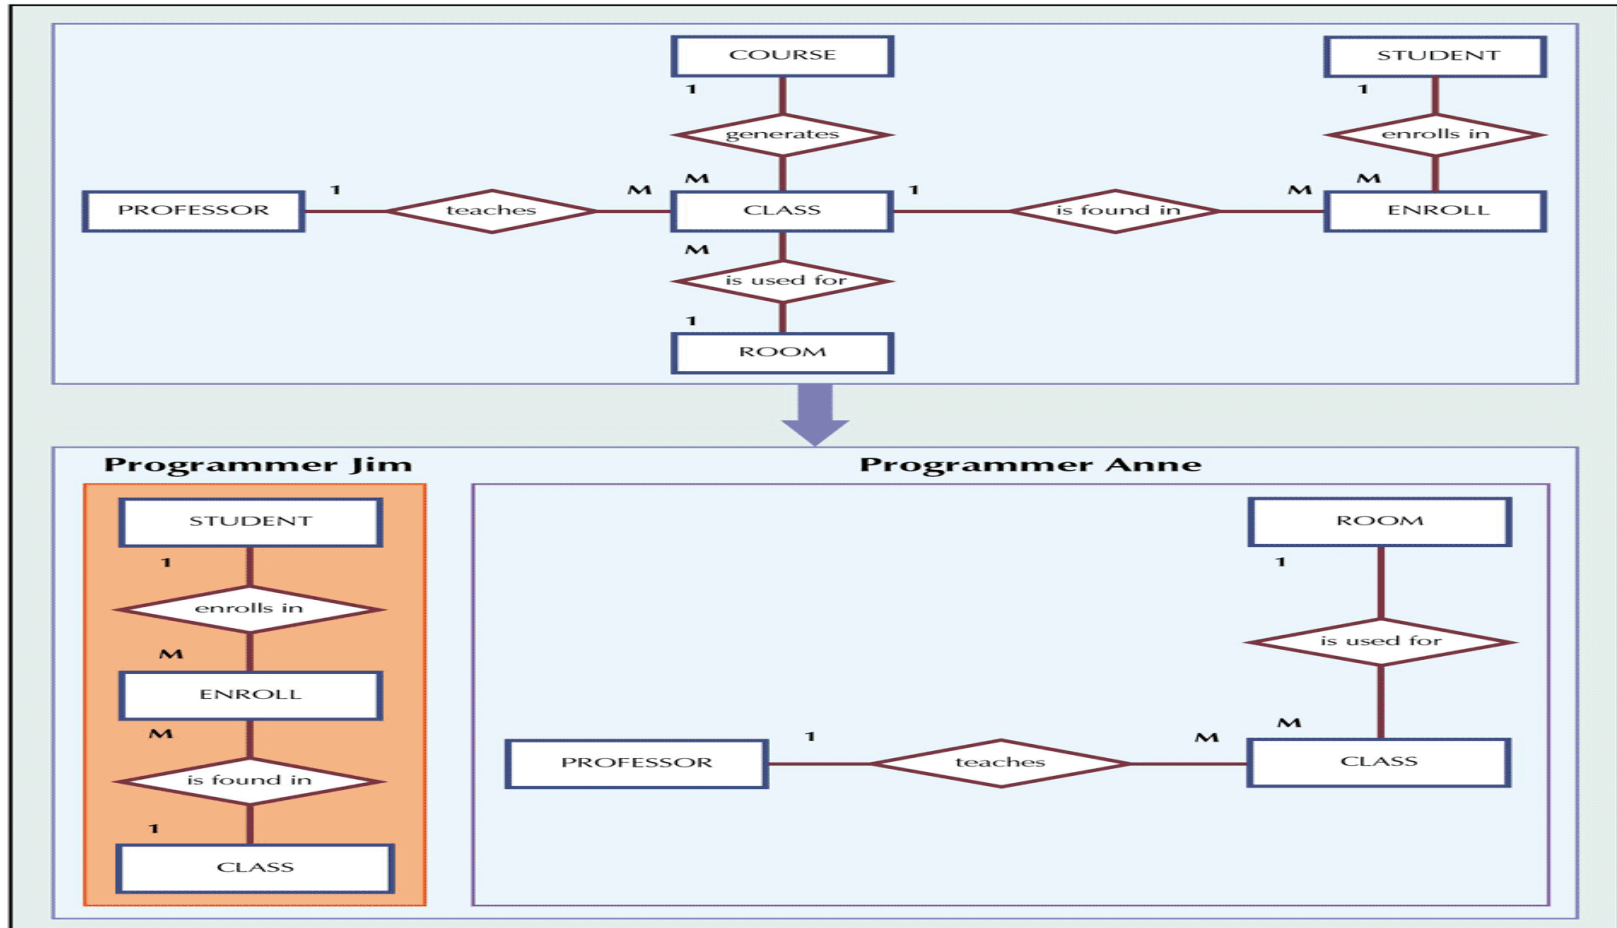 COURSE
STUDENT
1
1
generates
enrolls in
M
M
PROFESSOR
1
teaches
M
CLASS
1
is found in
M
ENROLL
M
is used for
1
ROOM
Programmer Jim
Programmer Anne
STUDENT
1
enrolls in
M
ENROLL
M
is found in
1
CLASS
ROOM
1
is used for
M
PROFESSOR
1
teaches
M
CLASS